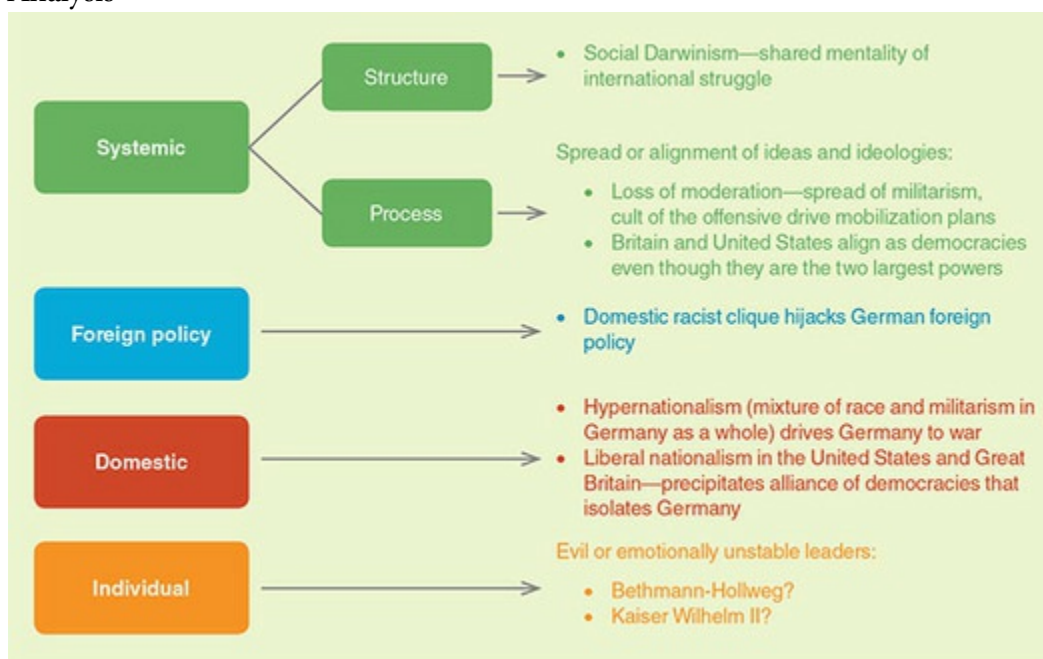 Analysis
Systemic
Structure
• Social Darwinism—shared mentality of
international struggle
Process
Spread or alignment of ideas and ideologies:
• Loss of moderation—spread of militarism,
cult of the offensive drive mobilization plans
• Britain and United States align as democracies
even though they are the two largest powers
Foreign policy
• Domestic racist clique hijacks German foreign
policy
Domestic
• Hypernationalism (mixture of race and militarism in
Germany as a whole) drives Germany to war
• Liberal nationalism in the United States and Great
Britain—precipitates alliance of democracies that
isolates Germany
Individual
Evil or emotionally unstable leaders:
• Bethmann-Hollweg?
• Kaiser Wilhelm II?